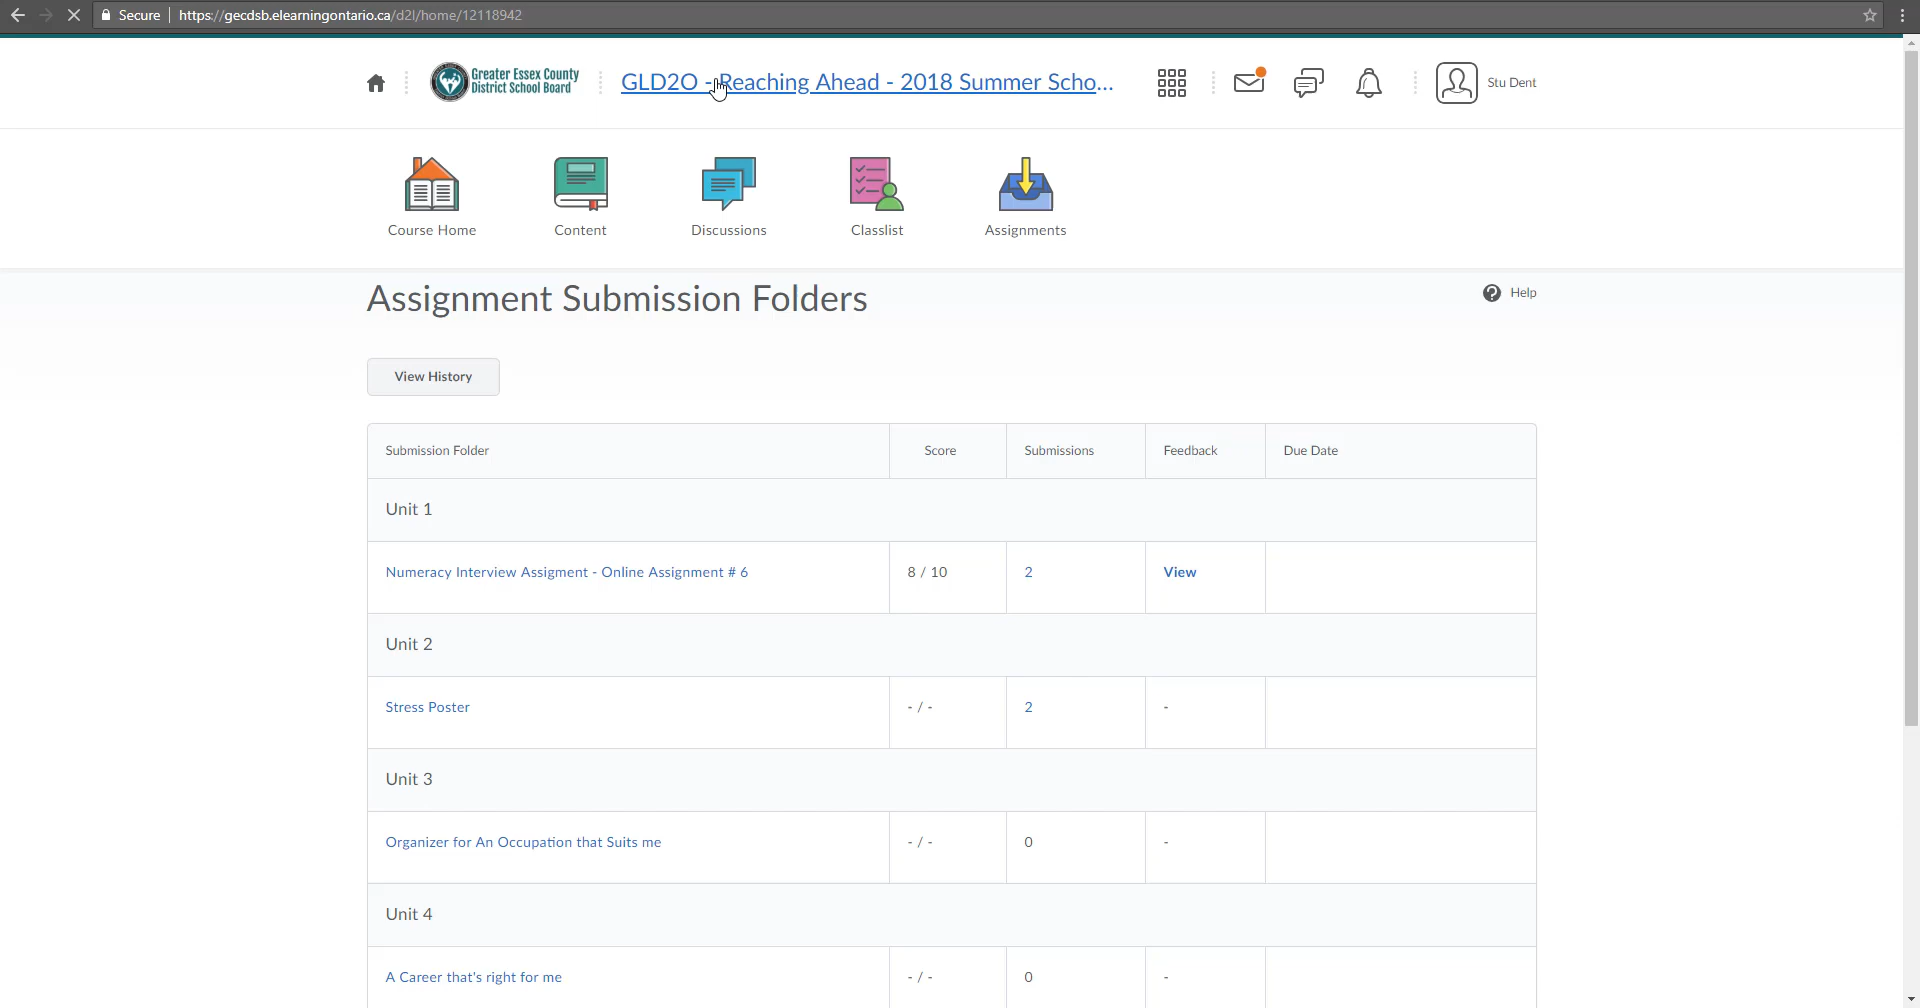 Secure https://gecdsb.elearningontario.ca/d2l/home/12118942
Greater Essex County
District School Board
GLD2O - Reaching Ahead - 2018 Summer Scho...
Stu Dent
Course Home
Content
Discussions
Classlist
Assignments
Assignment Submission Folders
Help
View History
Submission Folder Score Submissions Feedback Due Date
Unit 1
Numeracy Interview Assigment - Online Assignment # 6 8 / 10 2 View
Unit 2
Stress Poster - / - 2 -
Unit 3
Organizer for An Occupation that Suits me - / - 0 -
Unit 4
A Career that's right for me - / - 0 -